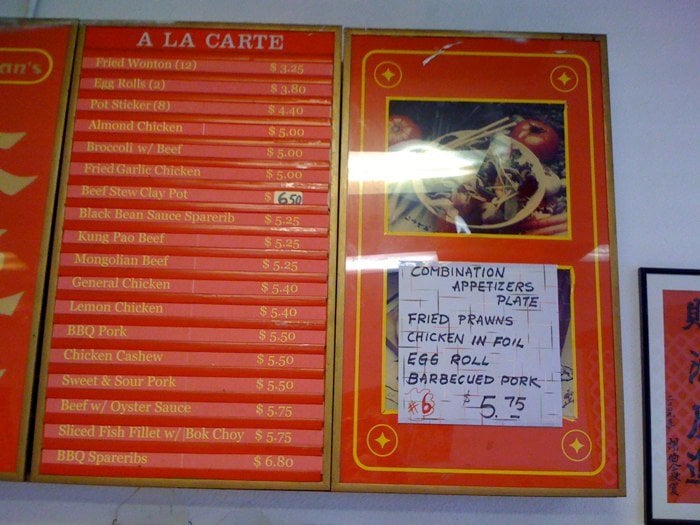 an's
A LA CARTE
Fried Wonton (12) $ 3.25
Egg Rolls (2) $ 3.80
Pot Sticker (8) $ 4.40
Almond Chicken $ 5.00
Broccoli w/ Beef $ 5.00
Fried Garlic Chicken $ 5.00
Beef Stew Clay Pot $ 6.50
Black Bean Sauce Sparerib $ 5.25
Kung Pao Beef $ 5.25
Mongolian Beef $ 5.25
General Chicken $ 5.40
Lemon Chicken $ 5.40
BBQ Pork $ 5.50
Chicken Cashew $ 5.50
Sweet & Sour Pork $ 5.50
Beef w/ Oyster Sauce $ 5.75
Sliced Fish Fillet w/ Bok Choy $ 5.75
BBQ Spareribs $ 6.80
COMBINATION
APPETIZERS
PLATE
FRIED PRAWNS
CHICKEN IN FOIL
EGG ROLL
BARBECUED PORK
#6 $ 5.75